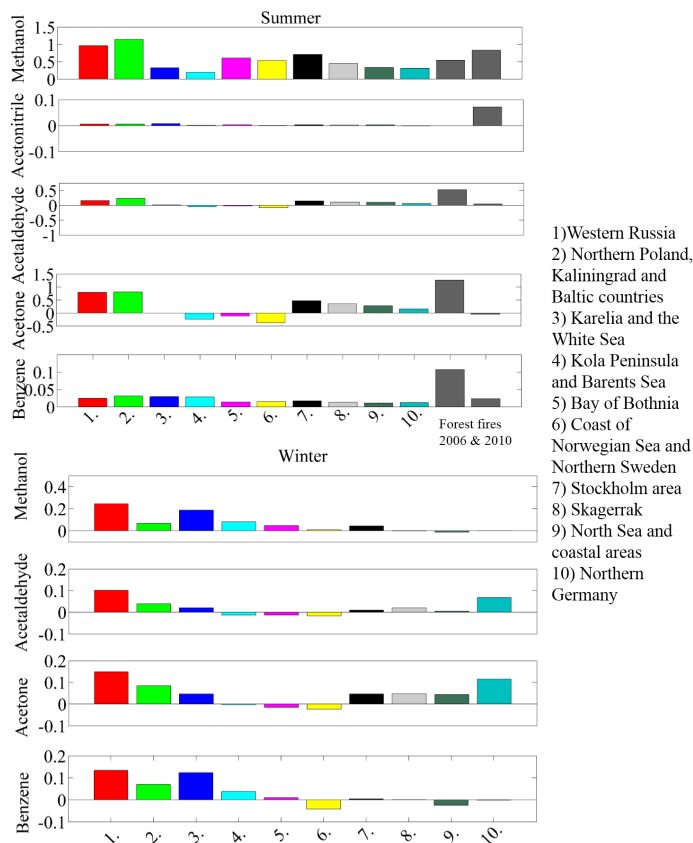 Summer
Methanol
1.5
1
0.5
0
Acetonitrile
0.1
0
-0.1
Acetaldehyde
0.5
0
-0.5
-1
Acetone
1.5
1
0.5
0
-0.5
Benzene
0.1
0.05
0
1. 2. 3. 4. 5. 6. 7. 8. 9. 10.
Forest fires
2006 & 2010
Winter
Methanol
0.4
0.2
0
Acetaldehyde
0.2
0.1
0
-0.1
Acetone
0.2
0.1
0
-0.1
Benzene
0.2
0.1
0
-0.1
1. 2. 3. 4. 5. 6. 7. 8. 9. 10.
1)Western Russia
2) Northern Poland,
Kaliningrad and
Baltic countries
3) Karelia and the
White Sea
4) Kola Peninsula
and Barents Sea
5) Bay of Bothnia
6) Coast of
Norwegian Sea and
Northern Sweden
7) Stockholm area
8) Skagerrak
9) North Sea and
coastal areas
10) Northern
Germany